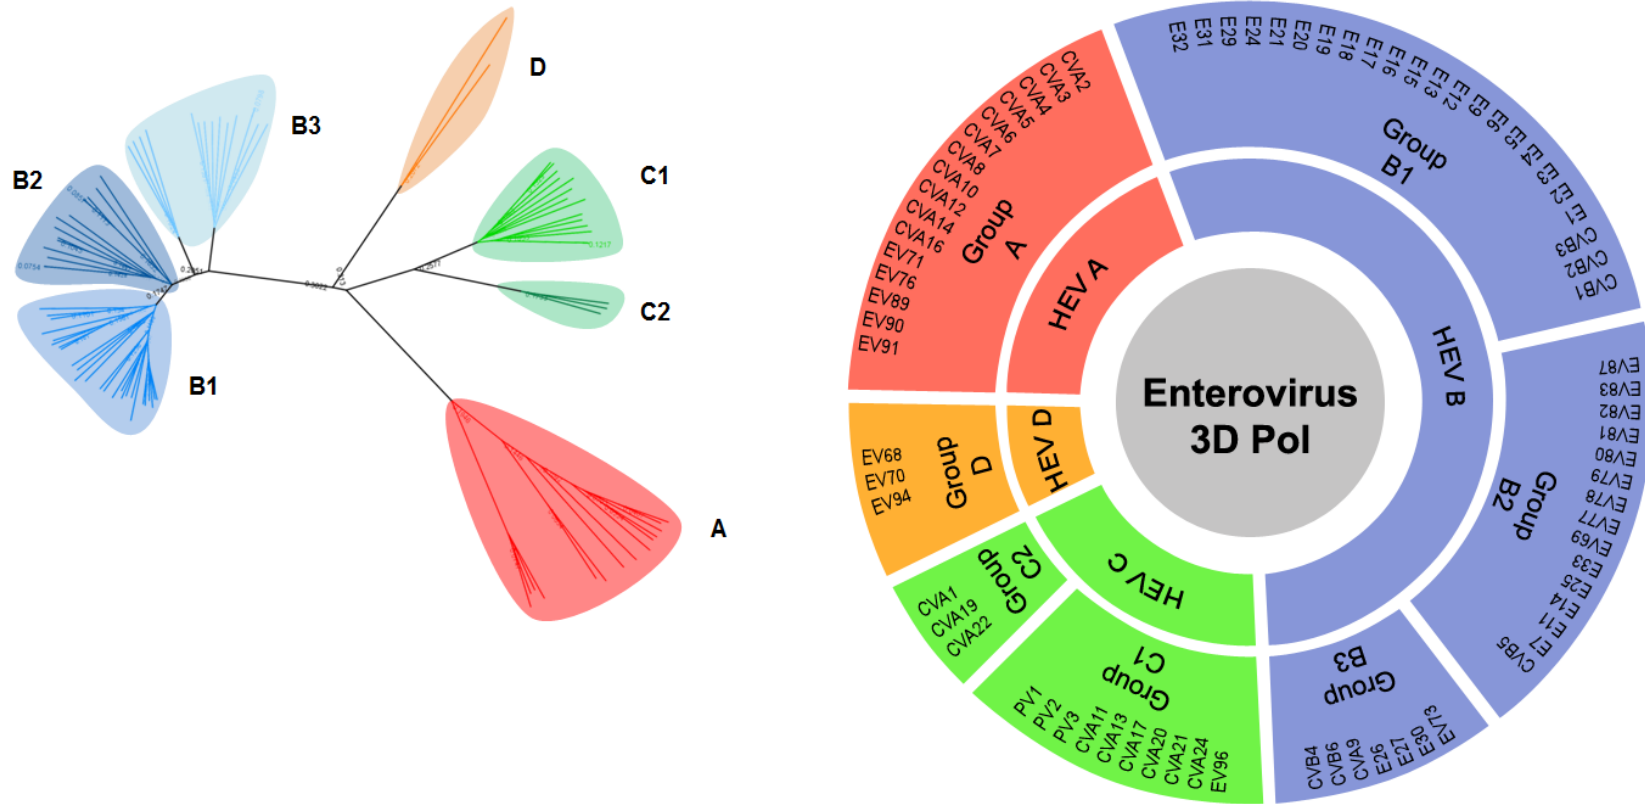 D
B3
C1
B2
C2
B1
A
0.0754
0.1217
Enterovirus
3D Pol
HEV A
HEV B
HEV C
HEV D
Group
A
CVA2
CVA3
CVA4
CVA5
CVA6
CVA7
CVA8
CVA10
CVA12
CVA14
CVA16
EV71
EV76
EV89
EV90
EV91
Group
B1
E32
E31
E29
E24
E21
E20
E19
E18
E17
E16
E15
E13
E12
E9
E6
E5
E4
E3
E2
E1
CVB3
CVB2
CVB1
Group
B2
EV87
EV83
EV82
EV81
EV80
EV79
EV78
EV77
EV69
E33
E25
E14
E11
E7
CVB5
Group
B3
CVB4
CVB6
CVA9
E26
E27
E30
EV73
Group
C1
PV1
PV2
PV3
CVA11
CVA13
CVA17
CVA20
CVA21
CVA24
EV96
Group
C2
CVA1
CVA19
CVA22
Group
D
EV68
EV70
EV94